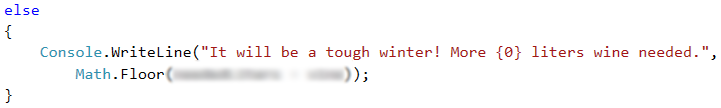 else
{
Console.WriteLine("It will be a tough winter! More {0} liters wine needed.",
Math.Floor( ));
}